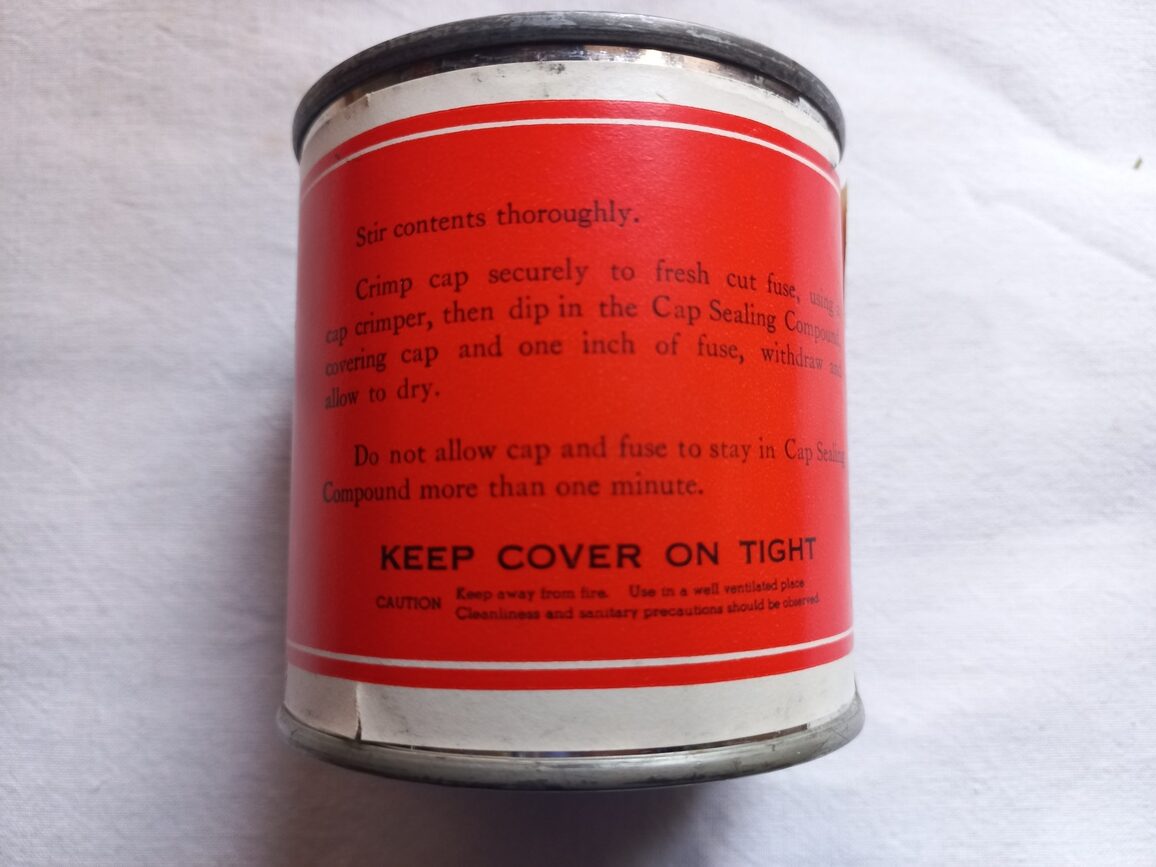 Stir contents thoroughly.
Crimp cap securely to fresh cut fuse, using a
cap crimper, then dip in the Cap Sealing Compound,
covering cap and one inch of fuse, withdraw and
allow to dry.
Do not allow cap and fuse to stay in Cap Sealing
Compound more than one minute.
KEEP COVER ON TIGHT
CAUTION Keep away from fire. Use in a well ventilated place
Cleanliness and sanitary precautions should be observed.